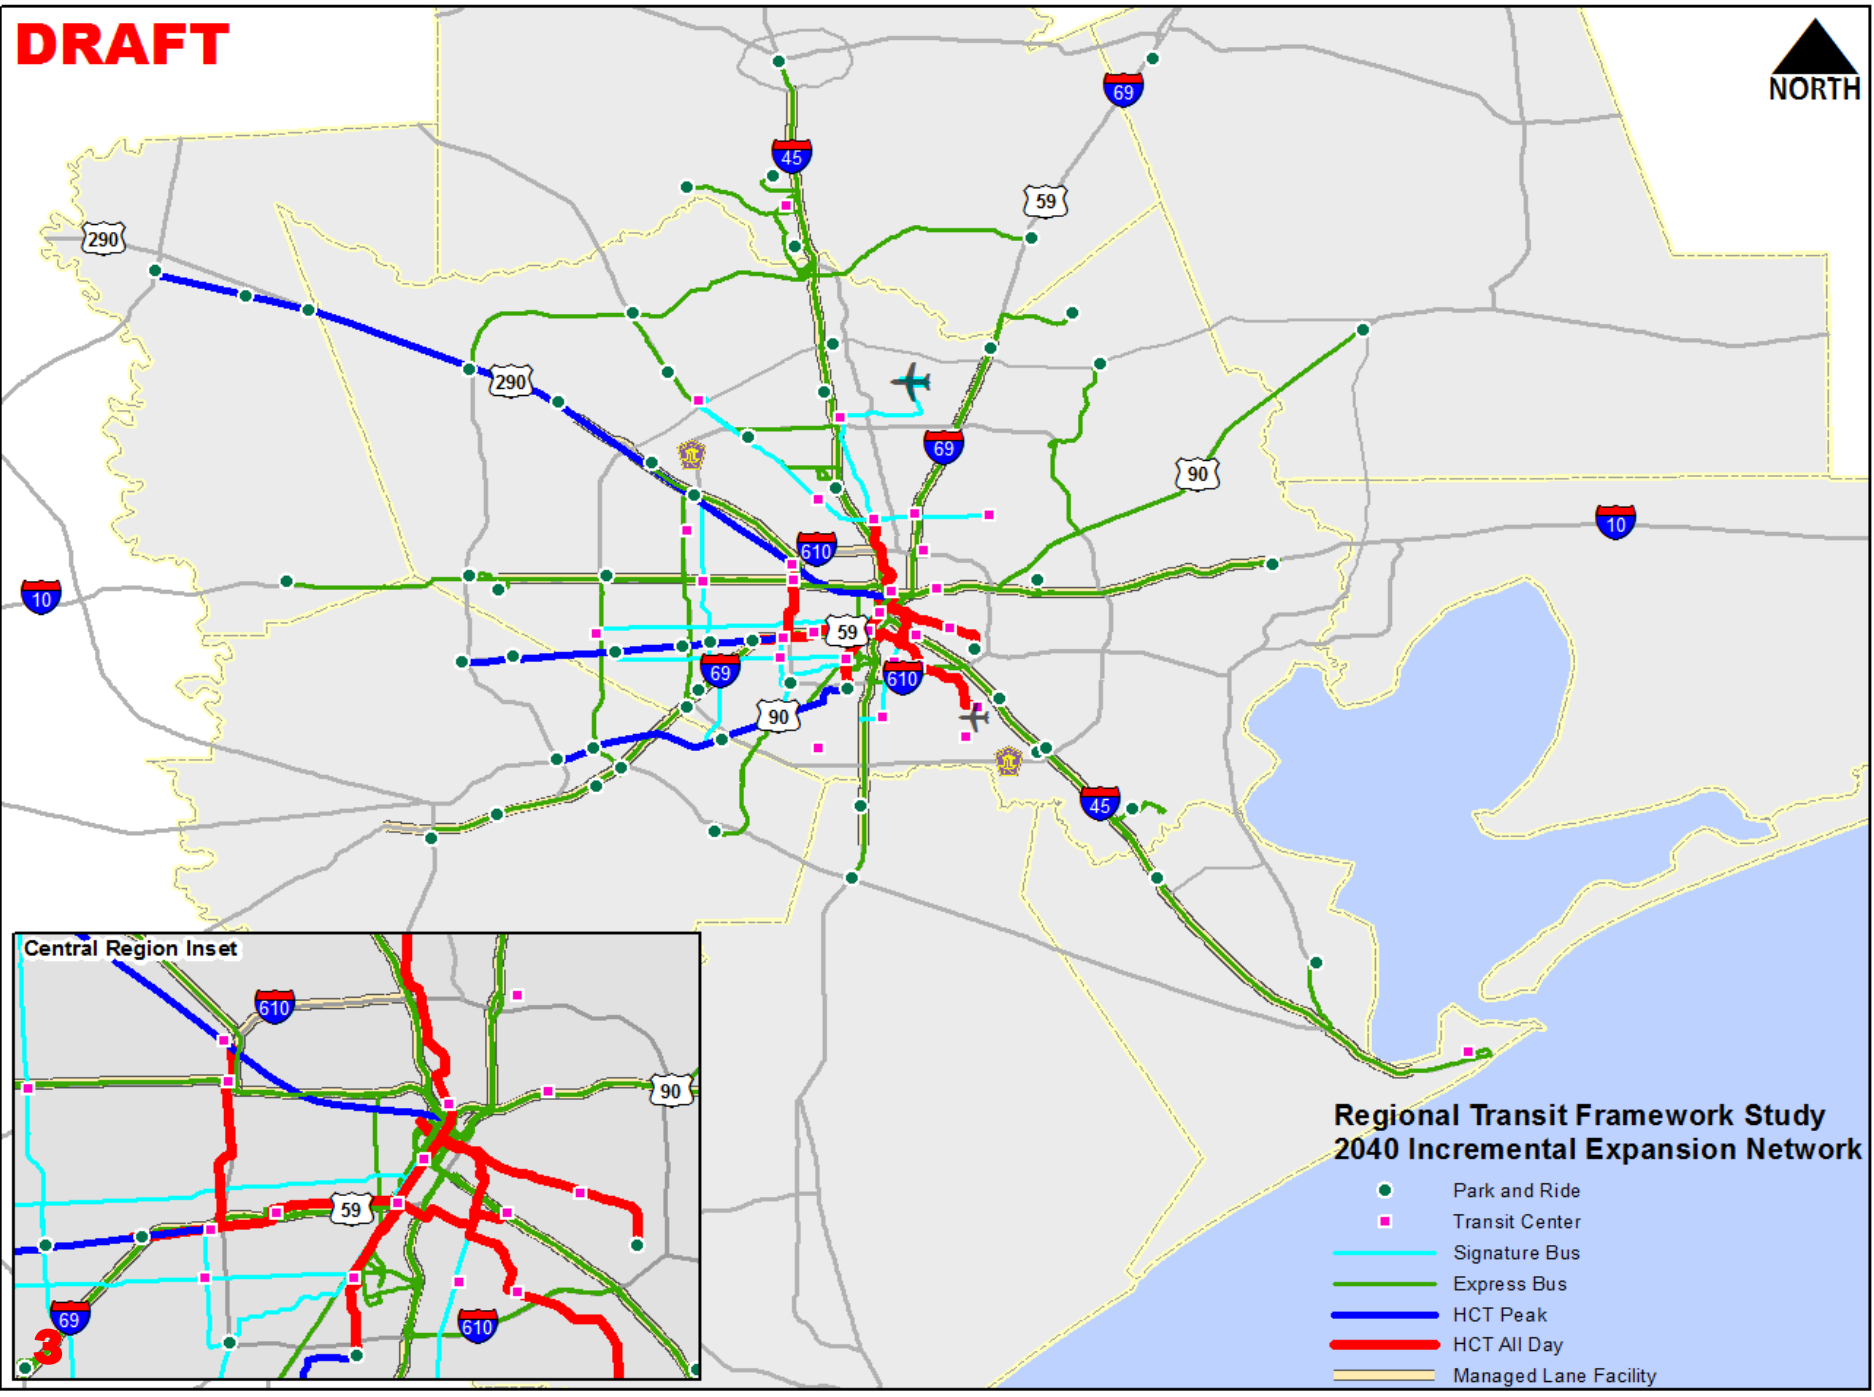 DRAFT
NORTH
69
45
59
290
290
69
90
10
610
10
59
69
610
90
45
Central Region Inset
610
90
59
69
610
3
Regional Transit Framework Study
2040 Incremental Expansion Network
Park and Ride
Transit Center
Signature Bus
Express Bus
HCT Peak
HCT All Day
Managed Lane Facility